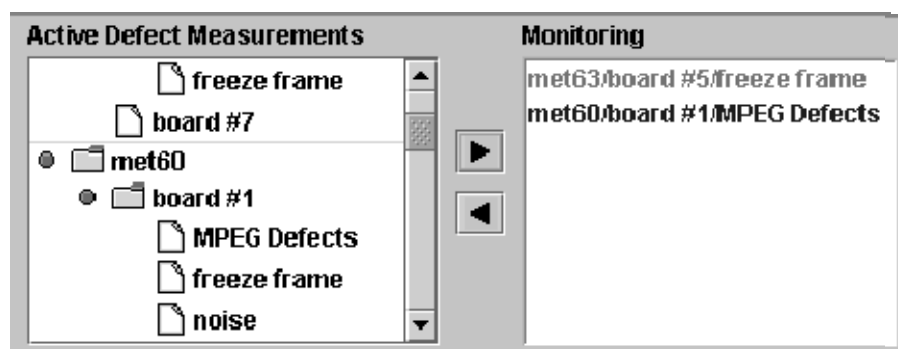 Active Defect Measurements
freeze frame
board #7
met60
board #1
MPEG Defects
freeze frame
noise
Monitoring
met63/board #5/freeze frame
met60/board #1/MPEG Defects